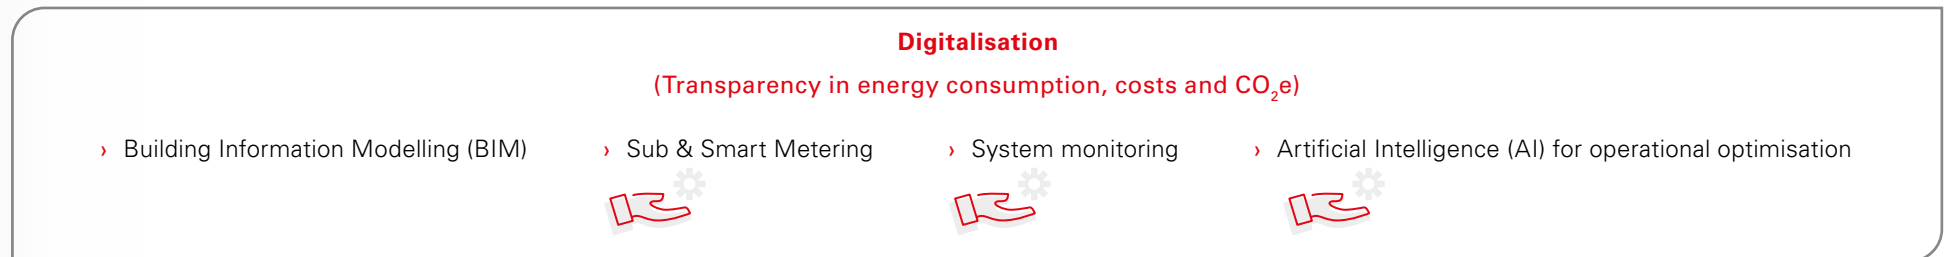 Digitalisation
(Transparency in energy consumption, costs and CO₂e)
› Building Information Modelling (BIM) › Sub & Smart Metering › System monitoring › Artificial Intelligence (AI) for operational optimisation